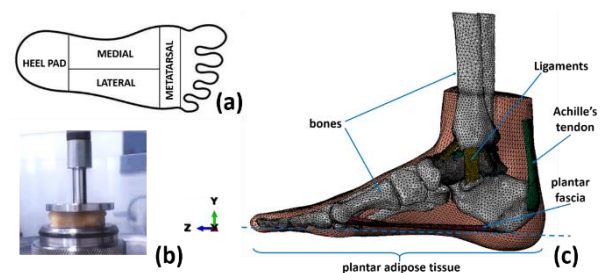 HEEL PAD
MEDIAL
LATERAL
METATARSAL
(a)
(b)
Y
Z
X
Ligaments
bones
Achille's
tendon
plantar
fascia
plantar adipose tissue
(c)